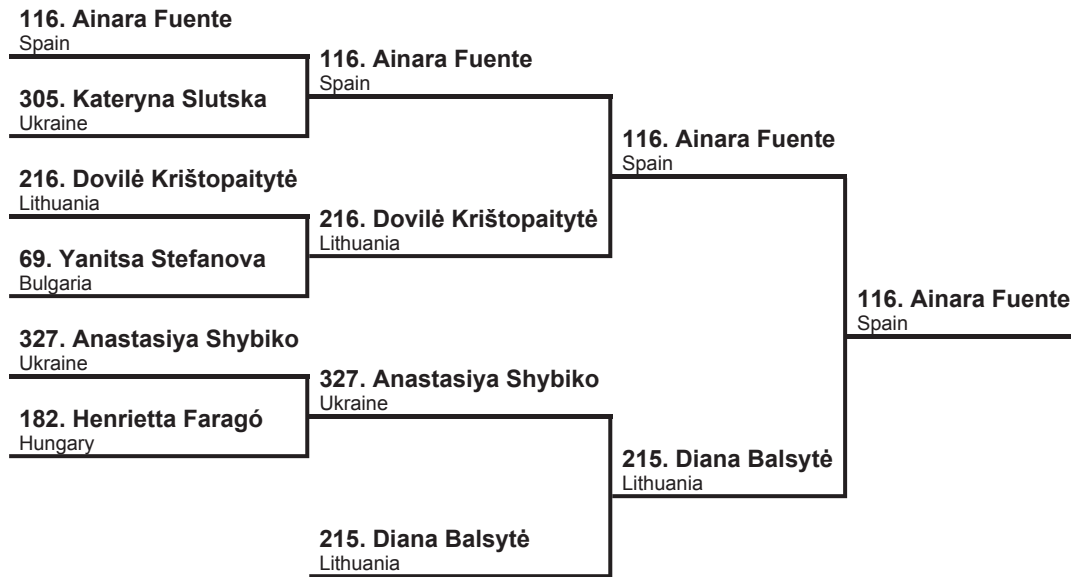 116. Ainara Fuente
Spain
305. Kateryna Slutska
Ukraine
216. Dovilė Krištopaitytė
Lithuania
69. Yanitsa Stefanova
Bulgaria
327. Anastasiya Shybiko
Ukraine
182. Henrietta Faragó
Hungary
116. Ainara Fuente
Spain
216. Dovilė Krištopaitytė
Lithuania
327. Anastasiya Shybiko
Ukraine
215. Diana Balsytė
Lithuania
116. Ainara Fuente
Spain
215. Diana Balsytė
Lithuania
116. Ainara Fuente
Spain